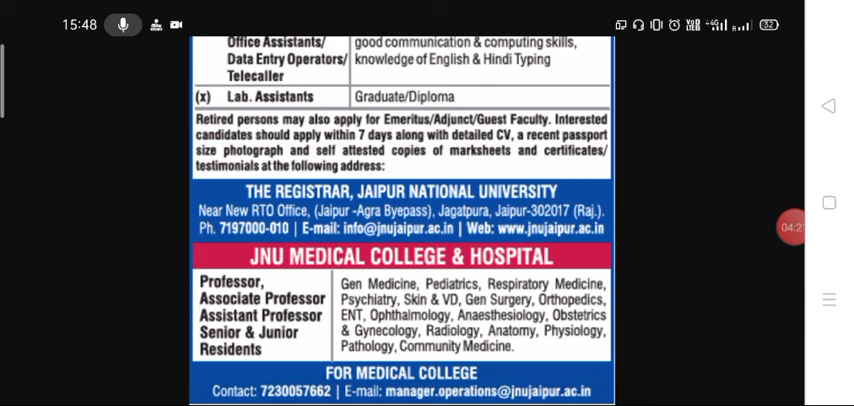 15:48
VoLTE 4G R 32
Office Assistants/ good communication & computing skills,
Data Entry Operators/ knowledge of English & Hindi Typing
Telecaller
(x) Lab. Assistants Graduate/Diploma
Retired persons may also apply for Emeritus/Adjunct/Guest Faculty. Interested
candidates should apply within 7 days along with detailed CV, a recent passport
size photograph and self attested copies of marksheets and certificates/
testimonials at the following address:
THE REGISTRAR, JAIPUR NATIONAL UNIVERSITY
Near New RTO Office, (Jaipur -Agra Byepass), Jagatpura, Jaipur-302017 (Raj.).
Ph. 7197000-010 | E-mail: info@jnujaipur.ac.in | Web: www.jnujaipur.ac.in
04:21
JNU MEDICAL COLLEGE & HOSPITAL
Professor, Gen Medicine, Pediatrics, Respiratory Medicine,
Associate Professor Psychiatry, Skin & VD, Gen Surgery, Orthopedics,
Assistant Professor ENT, Ophthalmology, Anaesthesiology, Obstetrics
Senior & Junior & Gynecology, Radiology, Anatomy, Physiology,
Residents Pathology, Community Medicine.
FOR MEDICAL COLLEGE
Contact: 7230057662 | E-mail: manager.operations@jnujaipur.ac.in